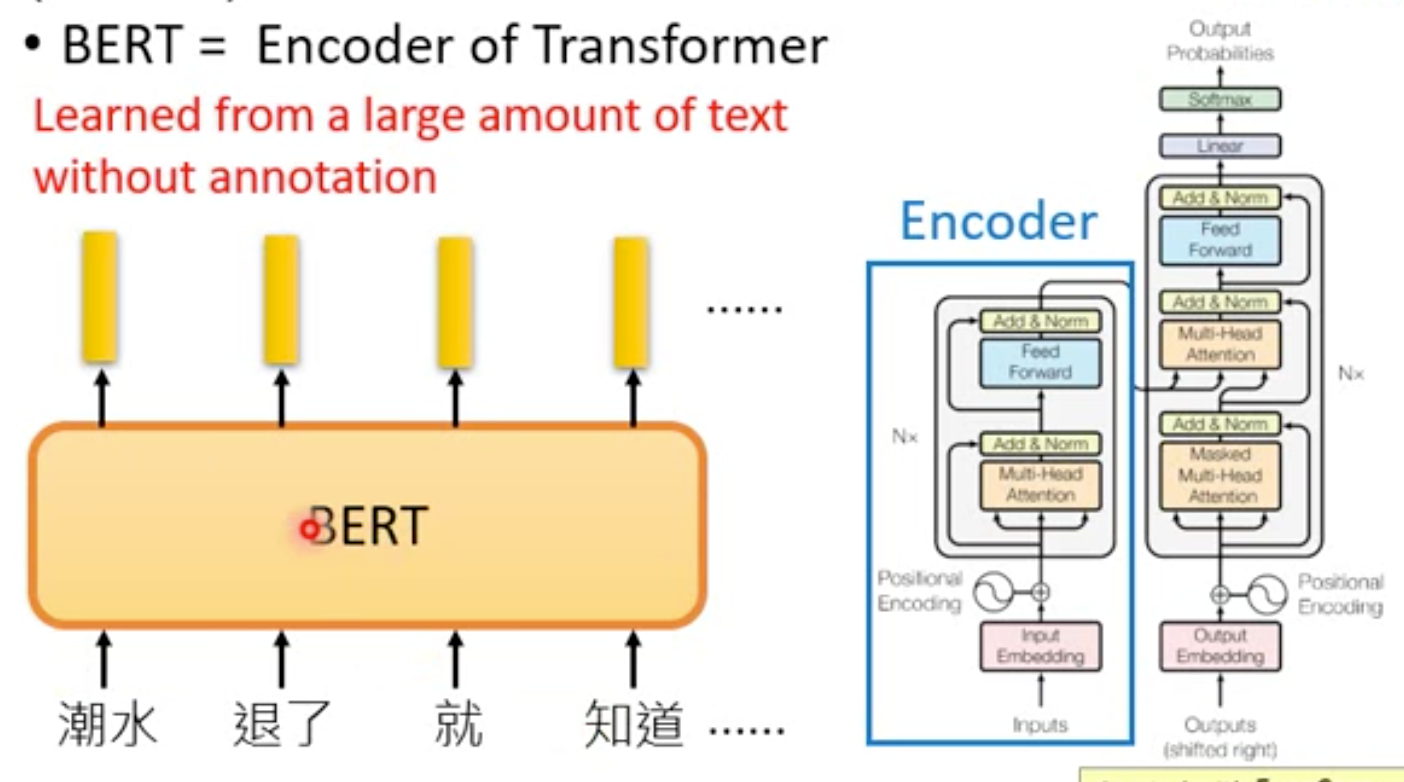 • BERT = Encoder of Transformer
Learned from a large amount of text
without annotation
......
BERT
潮水 退了 就 知道 ......
Encoder
Add & Norm
Feed
Forward
Nx
Add & Norm
Multi-Head
Attention
Positional
Encoding
Input
Embedding
Inputs
Output
Probabilities
Softmax
Linear
Add & Norm
Feed
Forward
Add & Norm
Multi-Head
Attention
Nx
Add & Norm
Masked
Multi-Head
Attention
Positional
Encoding
Output
Embedding
Outputs
(shifted right)